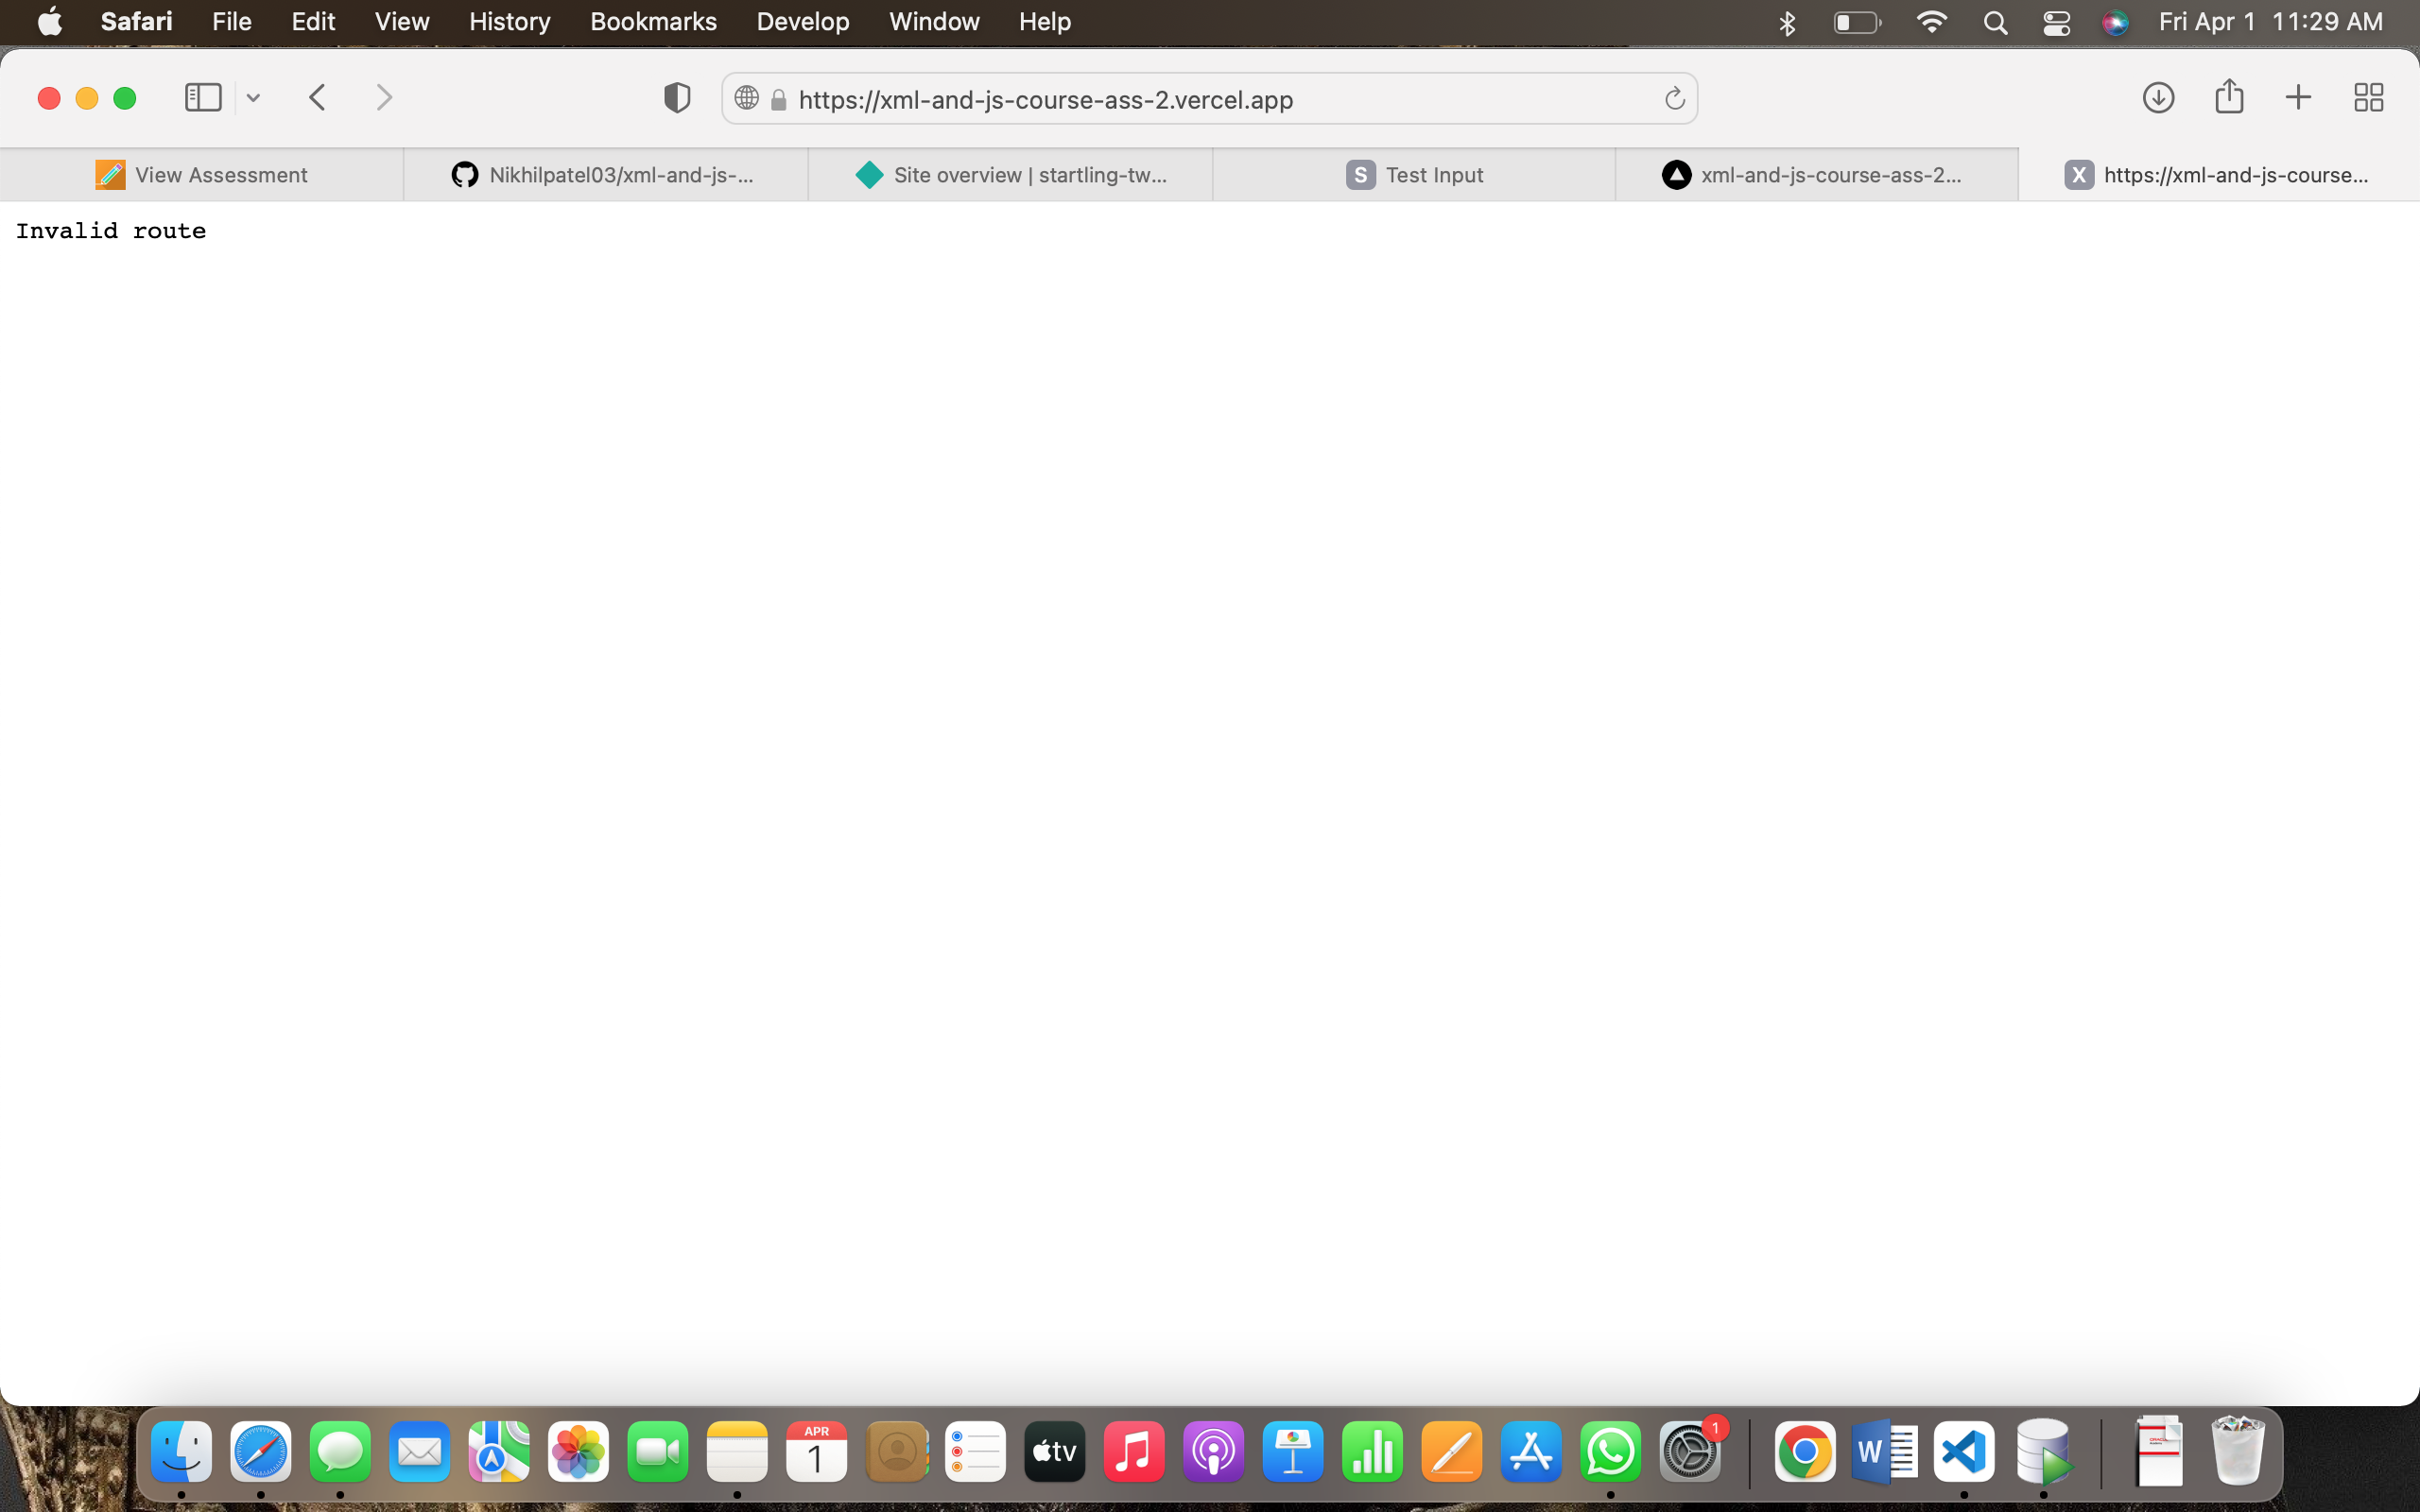 Safari File Edit View History Bookmarks Develop Window Help Fri Apr 1 11:29 AM
https://xml-and-js-course-ass-2.vercel.app
View Assessment Nikhilpatel03/xml-and-js-... Site overview | startling-tw... S Test Input xml-and-js-course-ass-2... X https://xml-and-js-course...
Invalid route
APR
1
tv
1
W